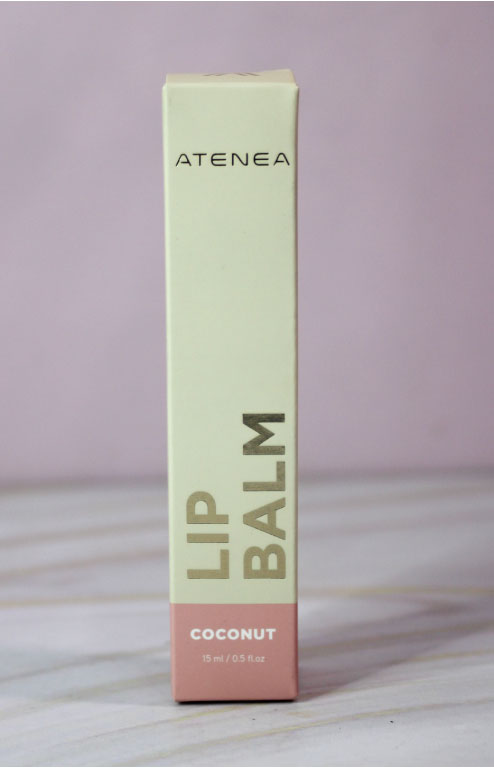 ATENEA
LIP
BALM
COCONUT
15 ml / 0.5 fl.oz